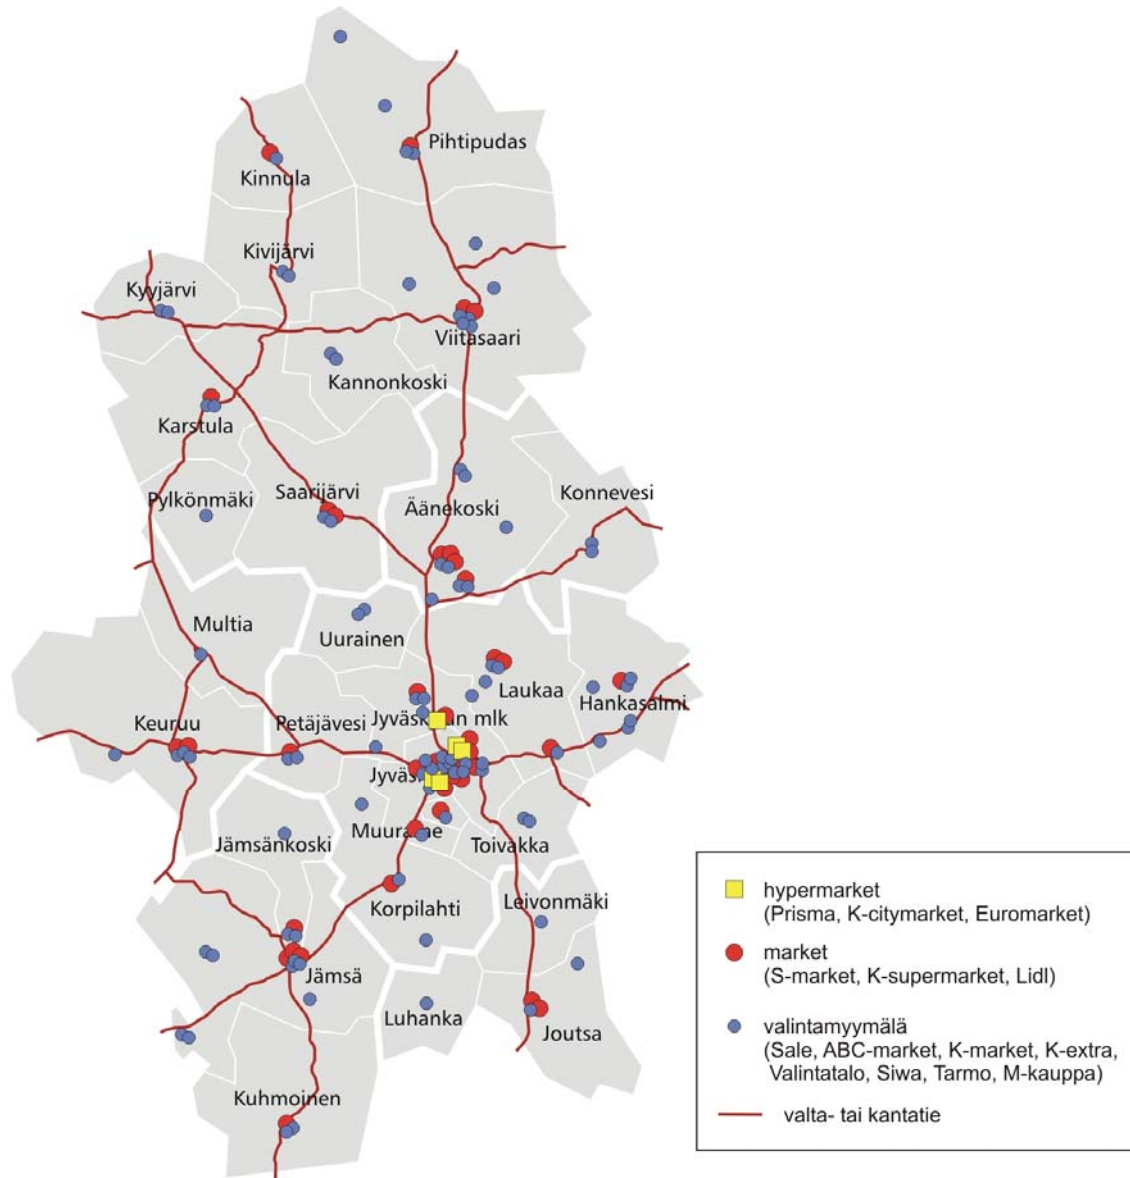 Pihtipudas
Kinnula
Kivijärvi
Kyyjärvi
Viitasaari
Kannonkoski
Karstula
Saarijärvi
Konnevesi
Pylkönmäki
Äänekoski
Multia
Uurainen
Laukaa
Hankasalmi
Keuruu
Petäjävesi
mlk
Jämsänkoski
Toivakka
Korpilahti
Leivonmäki
Jämsä
Luhanka
Joutsa
Kuhmoinen
hypermarket
(Prisma, K-citymarket, Euromarket)
market
(S-market, K-supermarket, Lidl)
valintamyymälä
(Sale, ABC-market, K-market, K-extra,
Valintatalo, Siwa, Tarmo, M-kauppa)
valta- tai kantatie